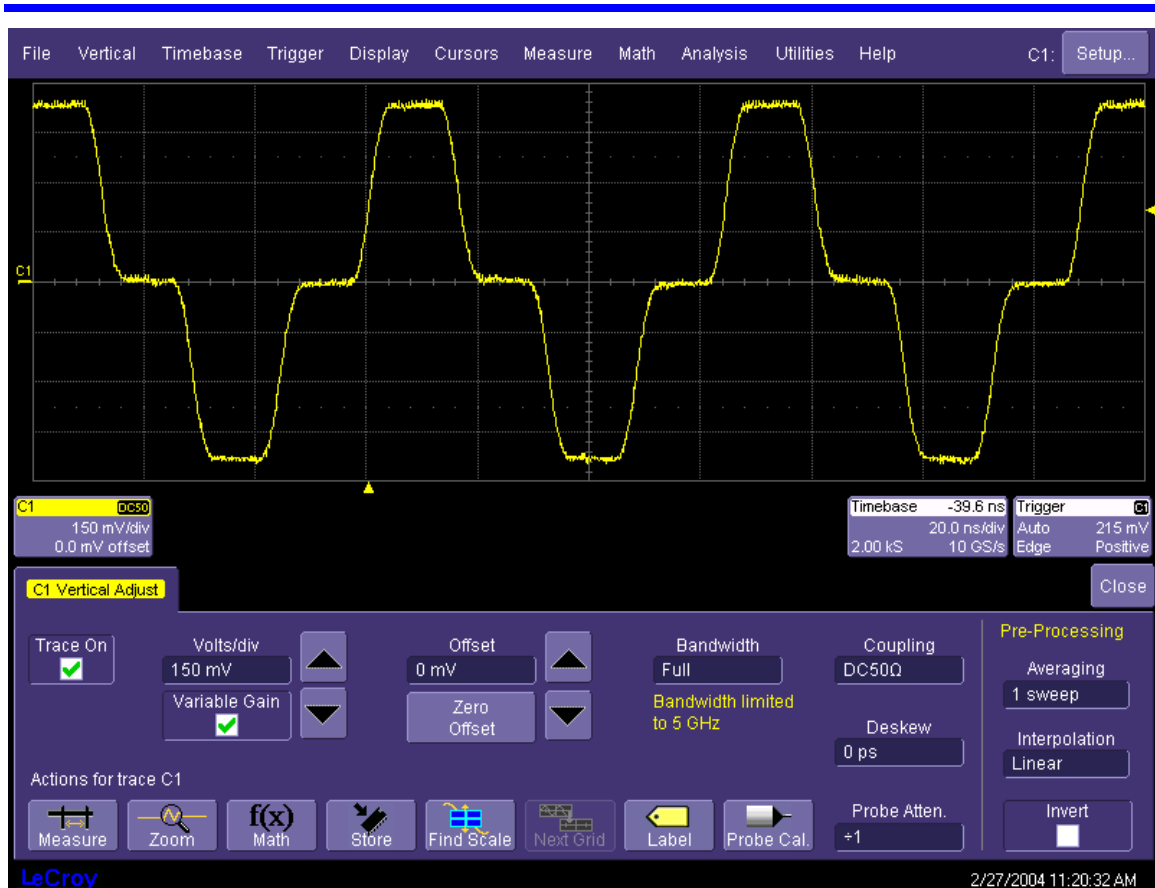 File Vertical Timebase Trigger Display Cursors Measure Math Analysis Utilities Help C1: Setup...
C1
C1 DC50
150 mV/div
0.0 mV offset
Timebase -39.6 ns
20.0 ns/div
2.00 kS 10 GS/s
Trigger C1
Auto 215 mV
Edge Positive
C1 Vertical Adjust
Close
Trace On
Volts/div
150 mV
Variable Gain
Offset
0 mV
Zero
Offset
Bandwidth
Full
Bandwidth limited
to 5 GHz
Coupling
DC50Ω
Deskew
0 ps
Probe Atten.
÷1
Pre-Processing
Averaging
1 sweep
Interpolation
Linear
Invert
Actions for trace C1
Measure
Zoom
f(x)
Math
Store
Find Scale
Next Grid
Label
Probe Cal.
LeCroy
2/27/2004 11:20:32 AM